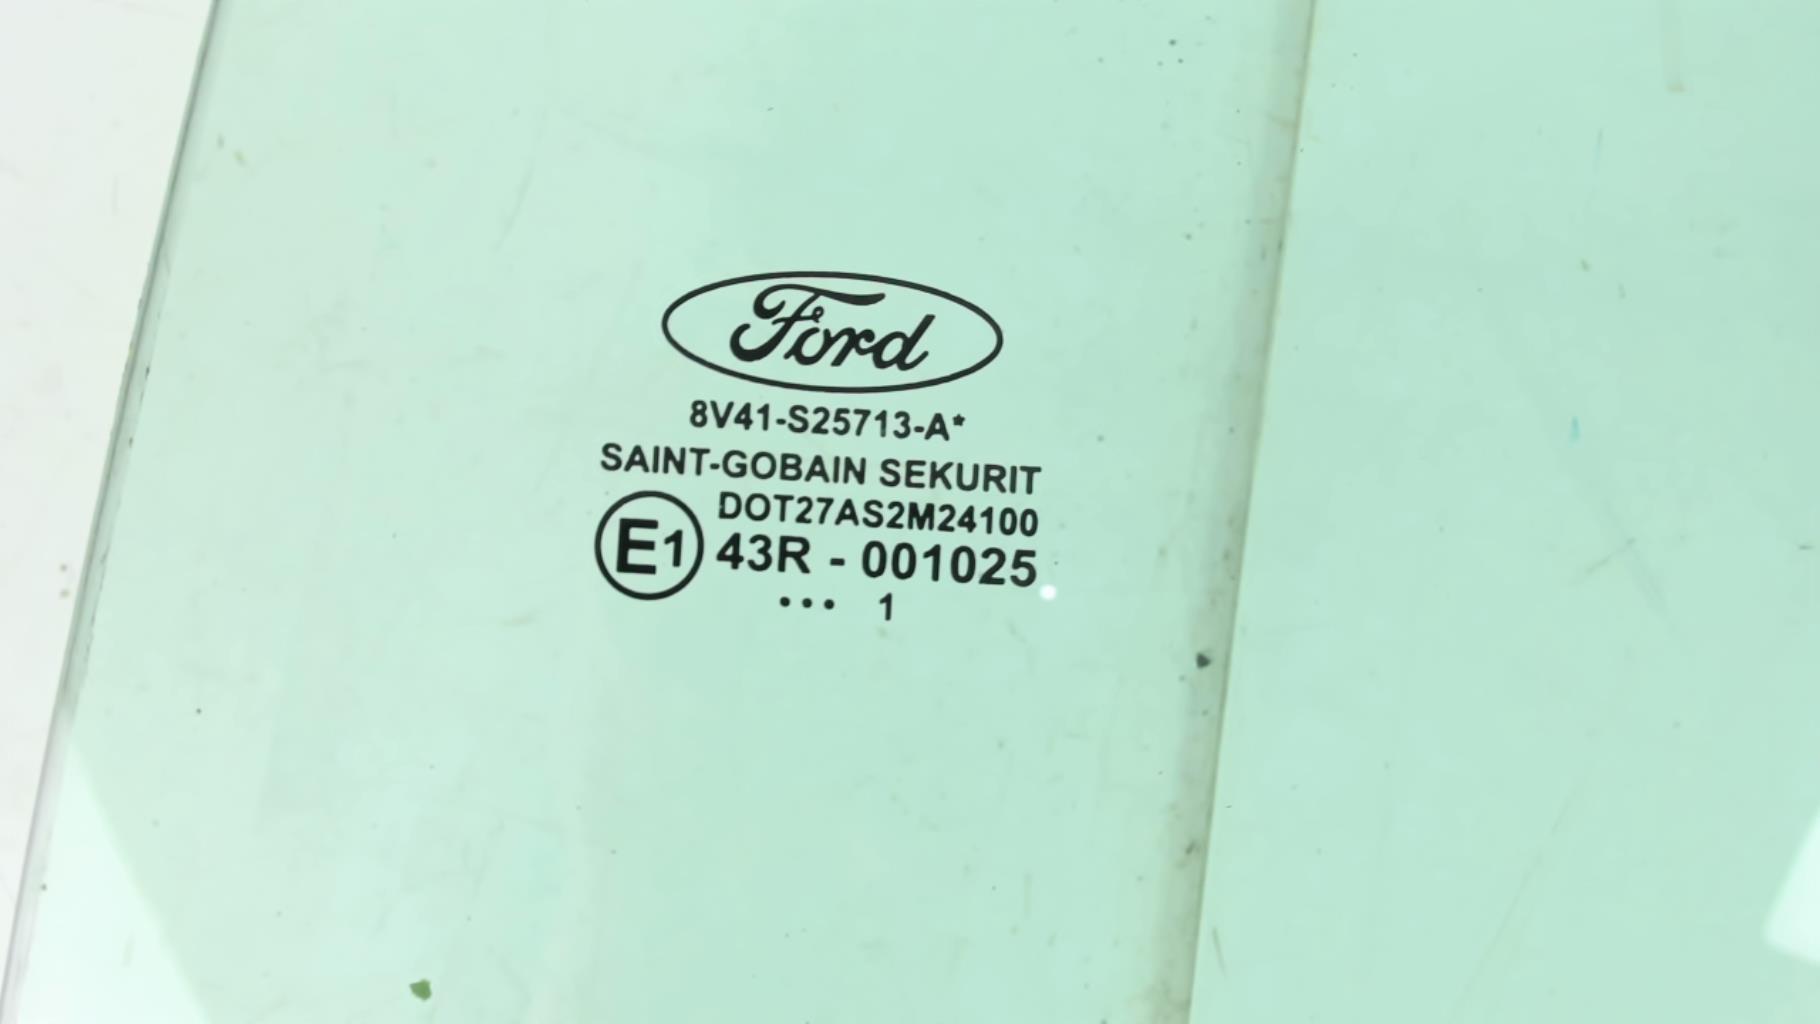 Ford
8V41-S25713-A*
SAINT-GOBAIN SEKURIT
DOT27AS2M24100
E1 43R - 001025
... 1